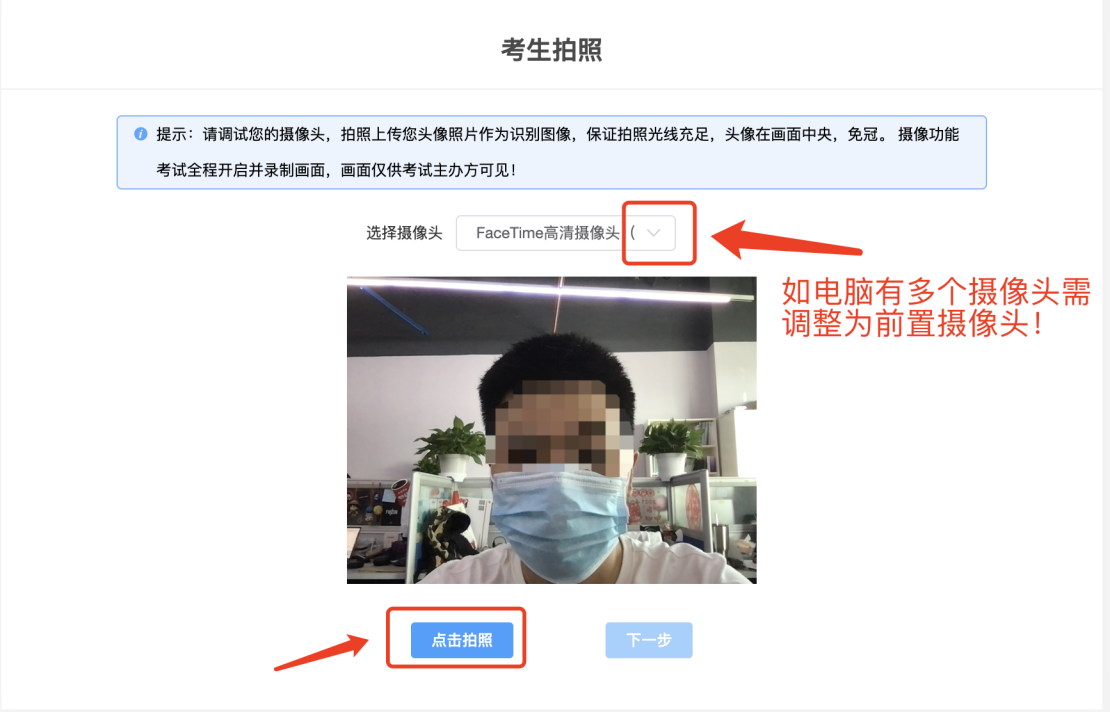 考生拍照
提示：请调试您的摄像头，拍照上传您头像照片作为识别图像，保证拍照光线充足，头像在画面中央，免冠。 摄像功能
考试全程开启并录制画面，画面仅供考试主办方可见！
选择摄像头 FaceTime高清摄像头 (
如电脑有多个摄像头需
调整为前置摄像头！
点击拍照 下一步